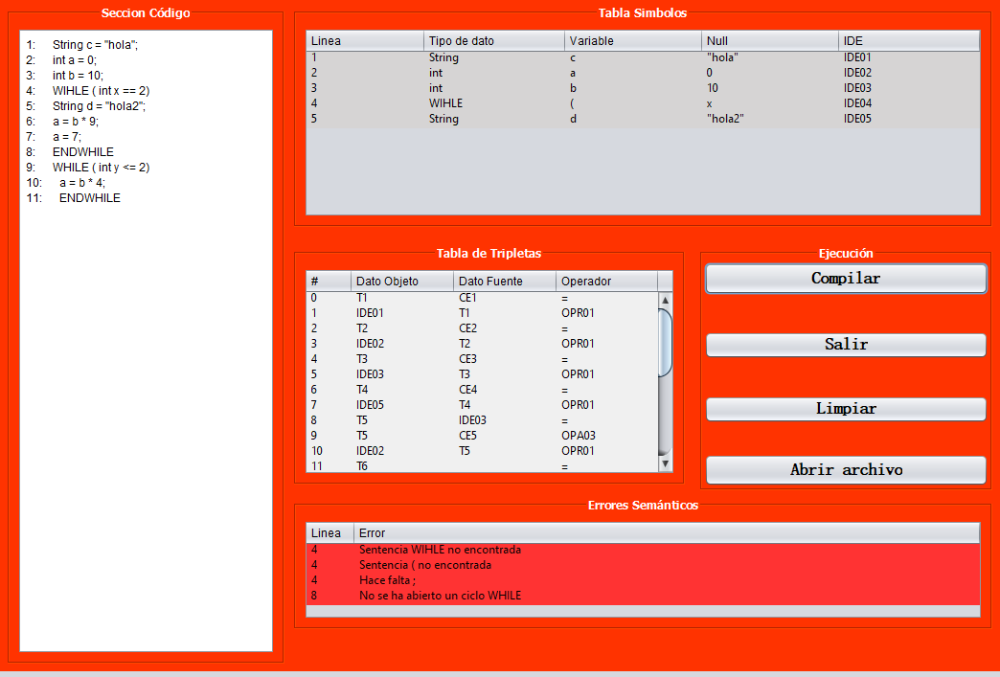 Seccion Código
1: String c = "hola";
2: int a = 0;
3: int b = 10;
4: WIHLE ( int x == 2)
5: String d = "hola2";
6: a = b * 9;
7: a = 7;
8: ENDWHILE
9: WHILE ( int y <= 2)
10: a = b * 4;
11: ENDWHILE
Tabla Simbolos
Linea Tipo de dato Variable Null IDE
1 String c "hola" IDE01
2 int a 0 IDE02
3 int b 10 IDE03
4 WIHLE ( x IDE04
5 String d "hola2" IDE05
Tabla de Tripletas
# Dato Objeto Dato Fuente Operador
0 T1 CE1 =
1 IDE01 T1 OPR01
2 T2 CE2 =
3 IDE02 T2 OPR01
4 T3 CE3 =
5 IDE03 T3 OPR01
6 T4 CE4 =
7 IDE05 T4 OPR01
8 T5 IDE03 =
9 T5 CE5 OPA03
10 IDE02 T5 OPR01
11 T6 =
Ejecución
Compilar
Salir
Limpiar
Abrir archivo
Errores Semánticos
Linea Error
4 Sentencia WIHLE no encontrada
4 Sentencia ( no encontrada
4 Hace falta ;
8 No se ha abierto un ciclo WHILE